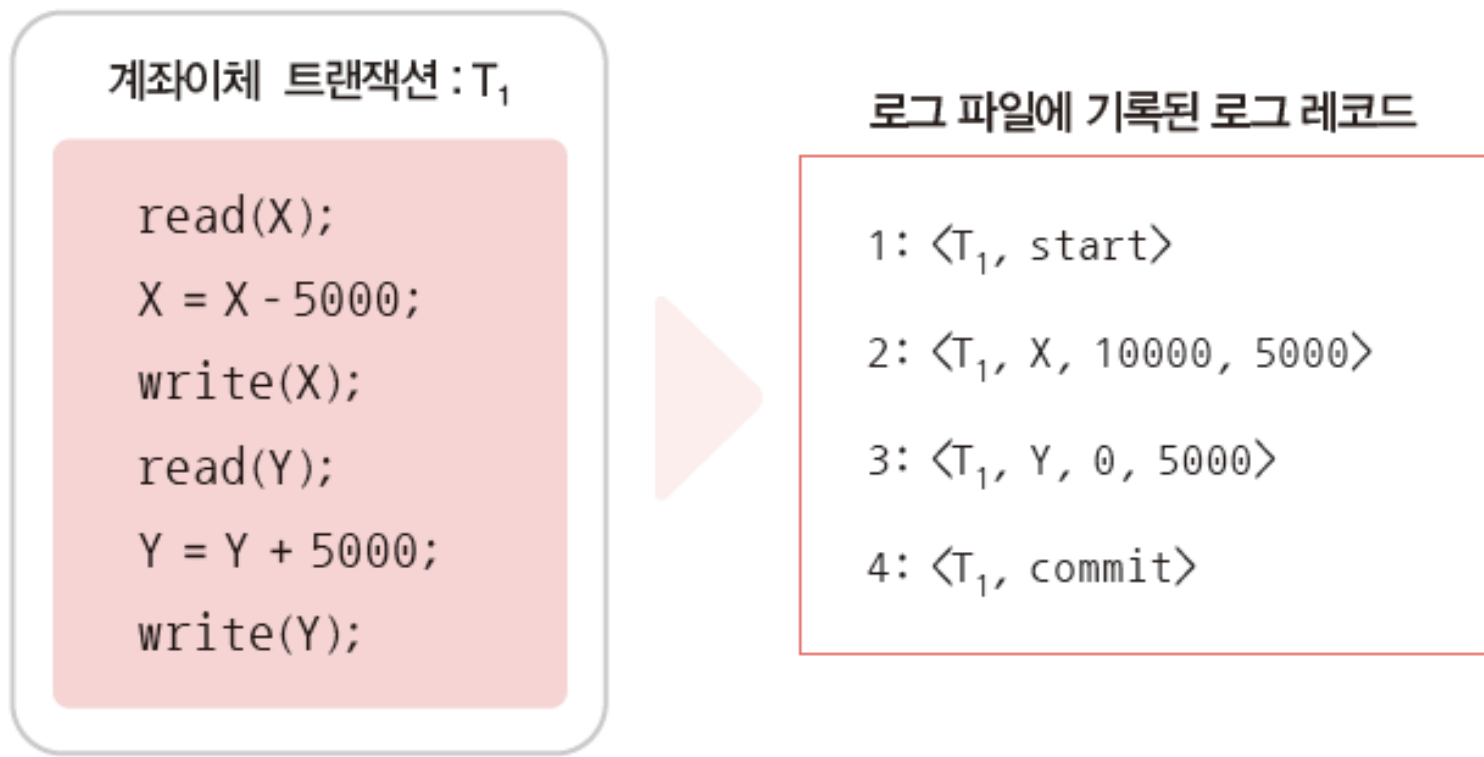 계좌이체 트랜잭션 : T₁
read(X);
X = X - 5000;
write(X);
read(Y);
Y = Y + 5000;
write(Y);
로그 파일에 기록된 로그 레코드
1: <T₁, start>
2: <T₁, X, 10000, 5000>
3: <T₁, Y, 0, 5000>
4: <T₁, commit>